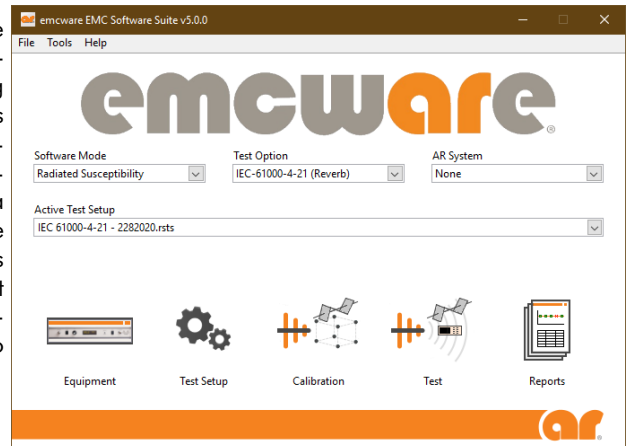 emcware EMC Software Suite v5.0.0
File Tools Help
emcware®
Software Mode Test Option AR System
Radiated Susceptibility IEC-61000-4-21 (Reverb) None
Active Test Setup
IEC 61000-4-21 - 2282020.rsts
Equipment Test Setup Calibration Test Reports
ar